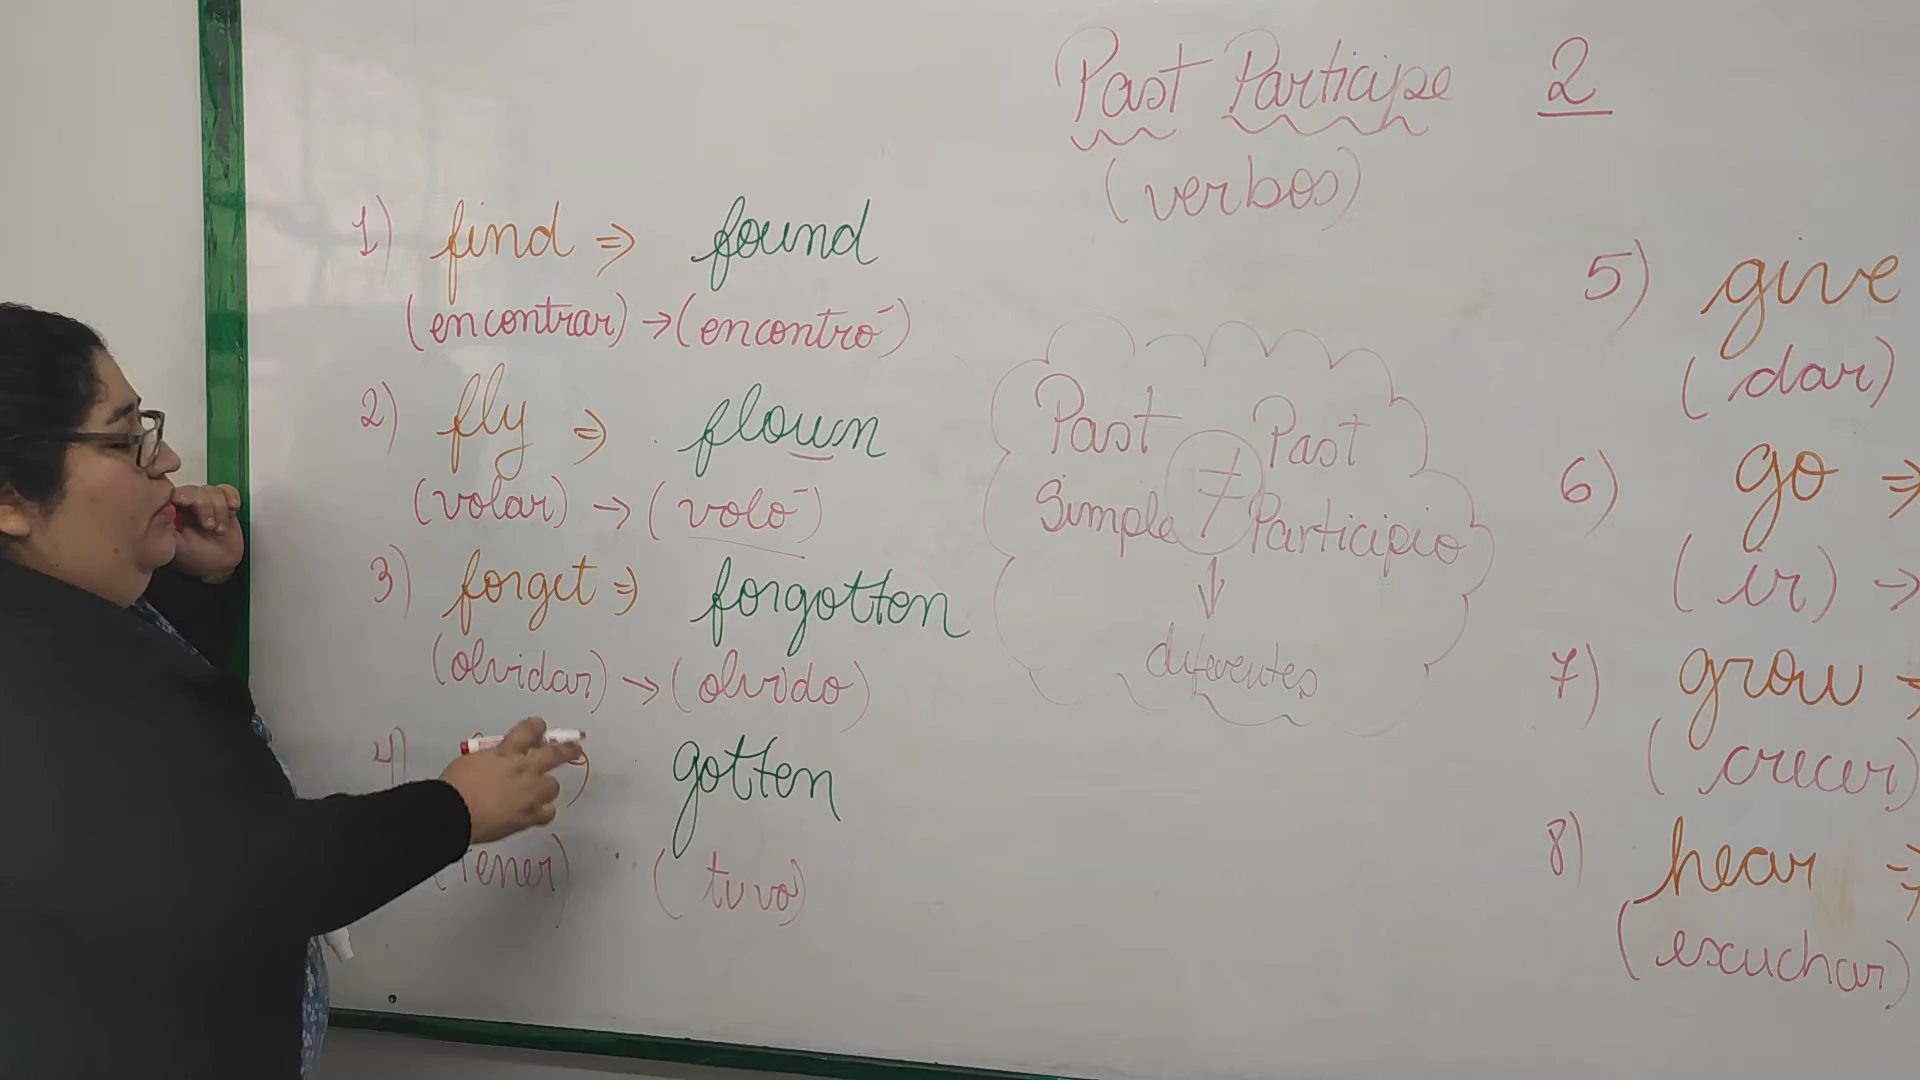 Past Participe 2
(verbos)
1) find => found
(encontrar) → (encontró)
2) fly => flown
(volar) → (voló)
3) forget => forgotten
(olvidar) → (olvido)
4) gotten
(tener) (tuvo)
Past Simple ≠ Past Participio
↓
diferentes
5) give
(dar)
6) go =>
(ir) →
7) grow
(crecer)
8) hear =>
(escuchar)